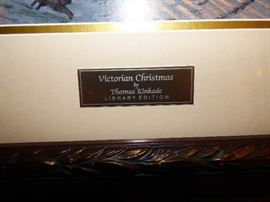 Victorian Christmas
by
Thomas Kinkade
LIBRARY EDITION